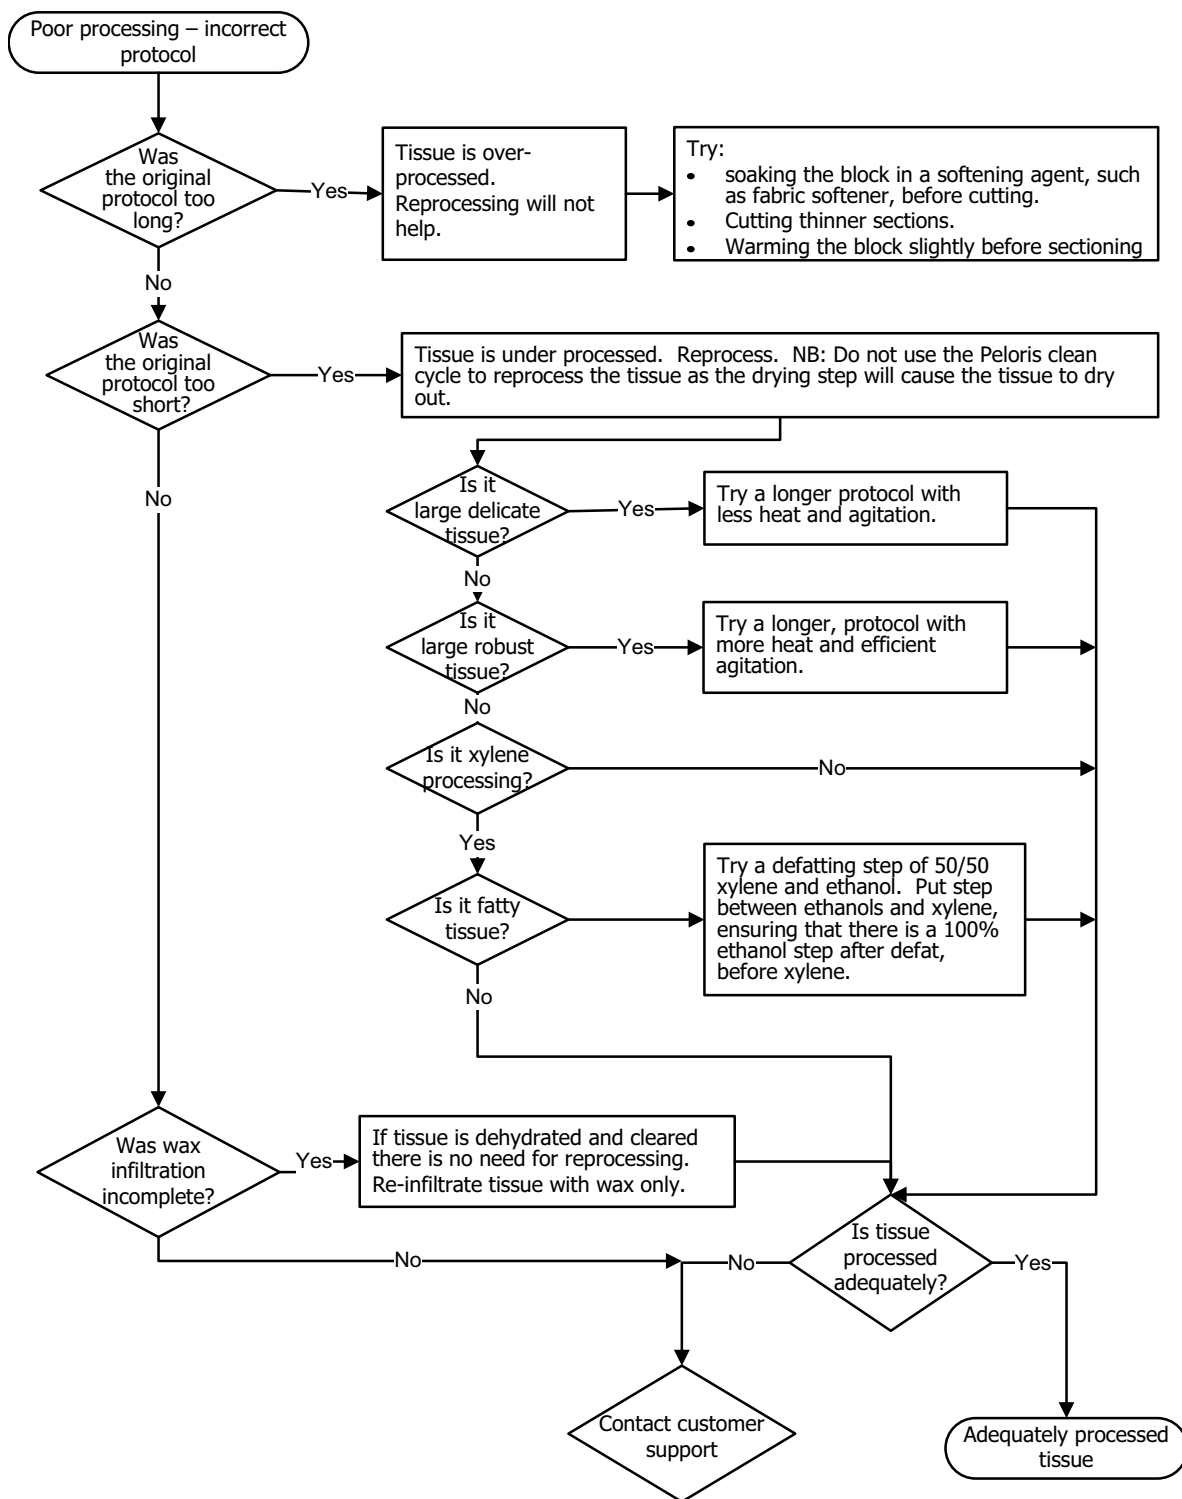 Poor processing – incorrect
protocol
Was
the original
protocol too
long?
Yes
Tissue is over-
processed.
Reprocessing will not
help.
Try:
• soaking the block in a softening agent, such
as fabric softener, before cutting.
• Cutting thinner sections.
• Warming the block slightly before sectioning
No
Was
the original
protocol too
short?
Yes
Tissue is under processed.  Reprocess.  NB: Do not use the Peloris clean
cycle to reprocess the tissue as the drying step will cause the tissue to dry
out.
No
Is it
large delicate
tissue?
Yes
Try a longer protocol with
less heat and agitation.
No
Is it
large robust
tissue?
Yes
Try a longer, protocol with
more heat and efficient
agitation.
No
Is it xylene
processing?
No
Yes
Is it fatty
tissue?
Try a defatting step of 50/50
xylene and ethanol.  Put step
between ethanols and xylene,
ensuring that there is a 100%
ethanol step after defat,
before xylene.
No
Was wax
infiltration
incomplete?
Yes
If tissue is dehydrated and cleared
there is no need for reprocessing.
Re-infiltrate tissue with wax only.
No
Is tissue
processed
adequately?
No
Yes
Contact customer
support
Adequately processed
tissue